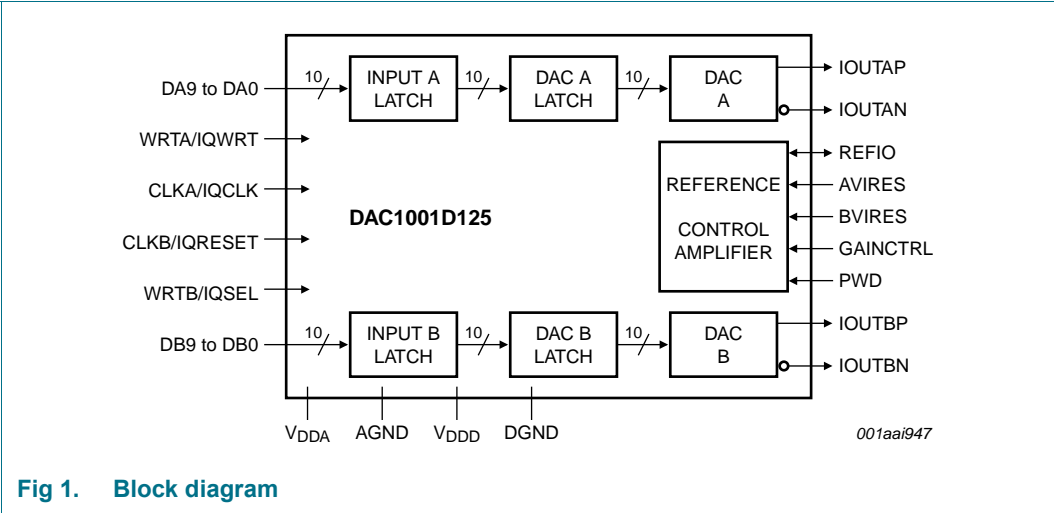 DA9 to DA0
10
INPUT A
LATCH
10
DAC A
LATCH
10
DAC
A
IOUTAP
IOUTAN
WRTA/IQWRT
CLKA/IQCLK
CLKB/IQRESET
WRTB/IQSEL
DAC1001D125
REFERENCE
CONTROL
AMPLIFIER
REFIO
AVIRES
BVIRES
GAINCTRL
PWD
DB9 to DB0
10
INPUT B
LATCH
10
DAC B
LATCH
10
DAC
B
IOUTBP
IOUTBN
VDDA AGND VDDD DGND
001aai947
Fig 1. Block diagram